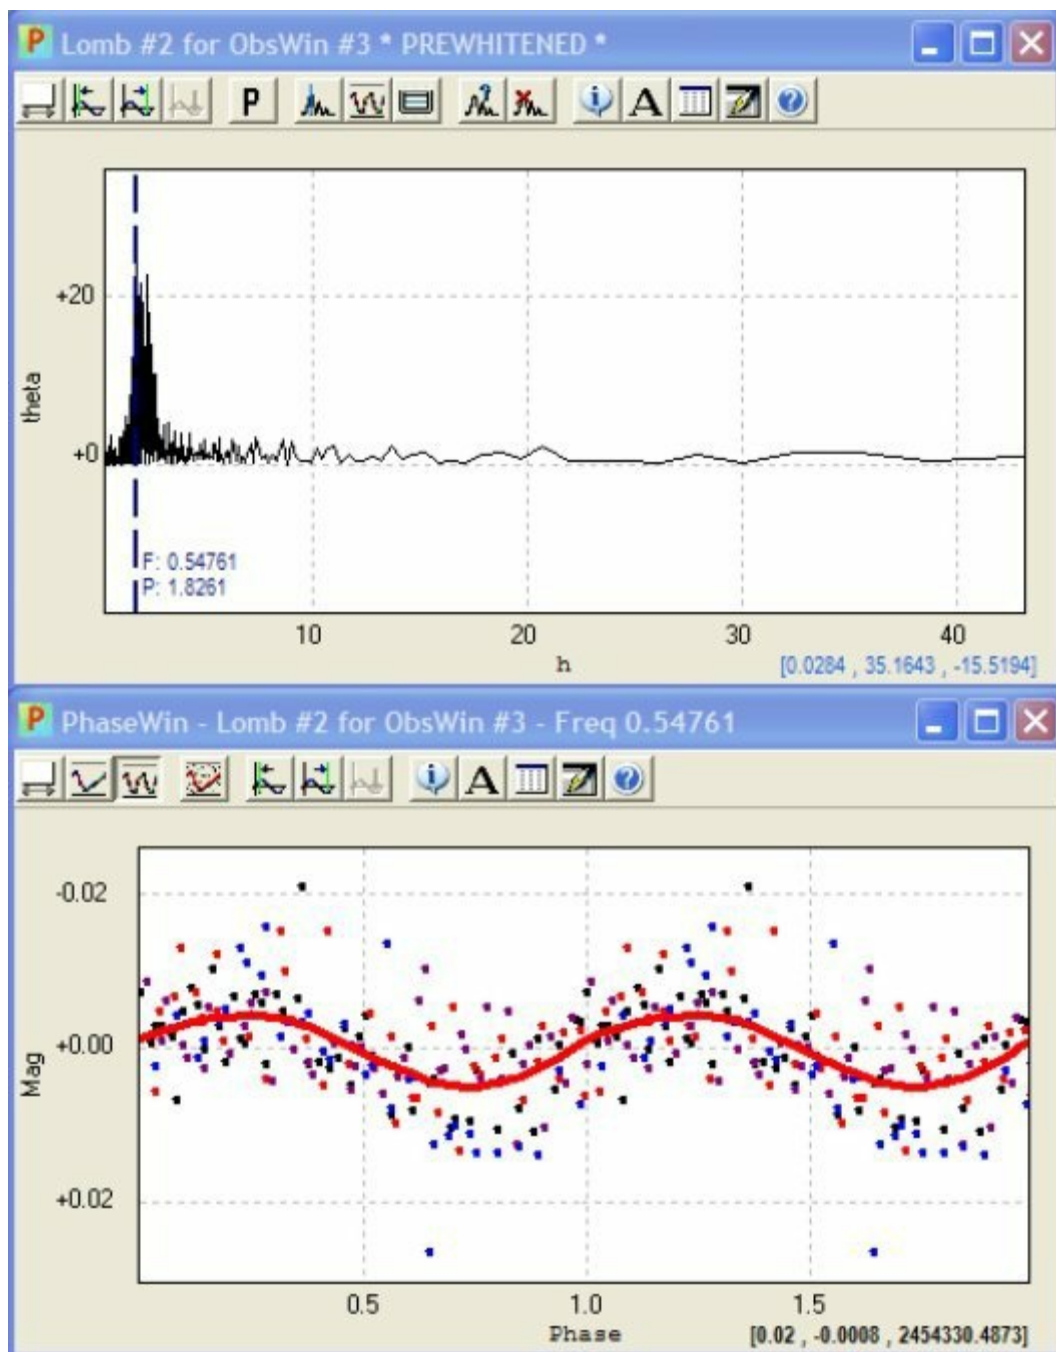 Lomb #2 for ObsWin #3 * PREWHITENED *
P A
+20
theta
+0
F: 0.54761
P: 1.8261
10 20 30 40
h
[0.0284 , 35.1643 , -15.5194]
PhaseWin - Lomb #2 for ObsWin #3 - Freq 0.54761
A
-0.02
+0.00
Mag
+0.02
0.5 1.0 1.5
Phase
[0.02 , -0.0008 , 2454330.4873]